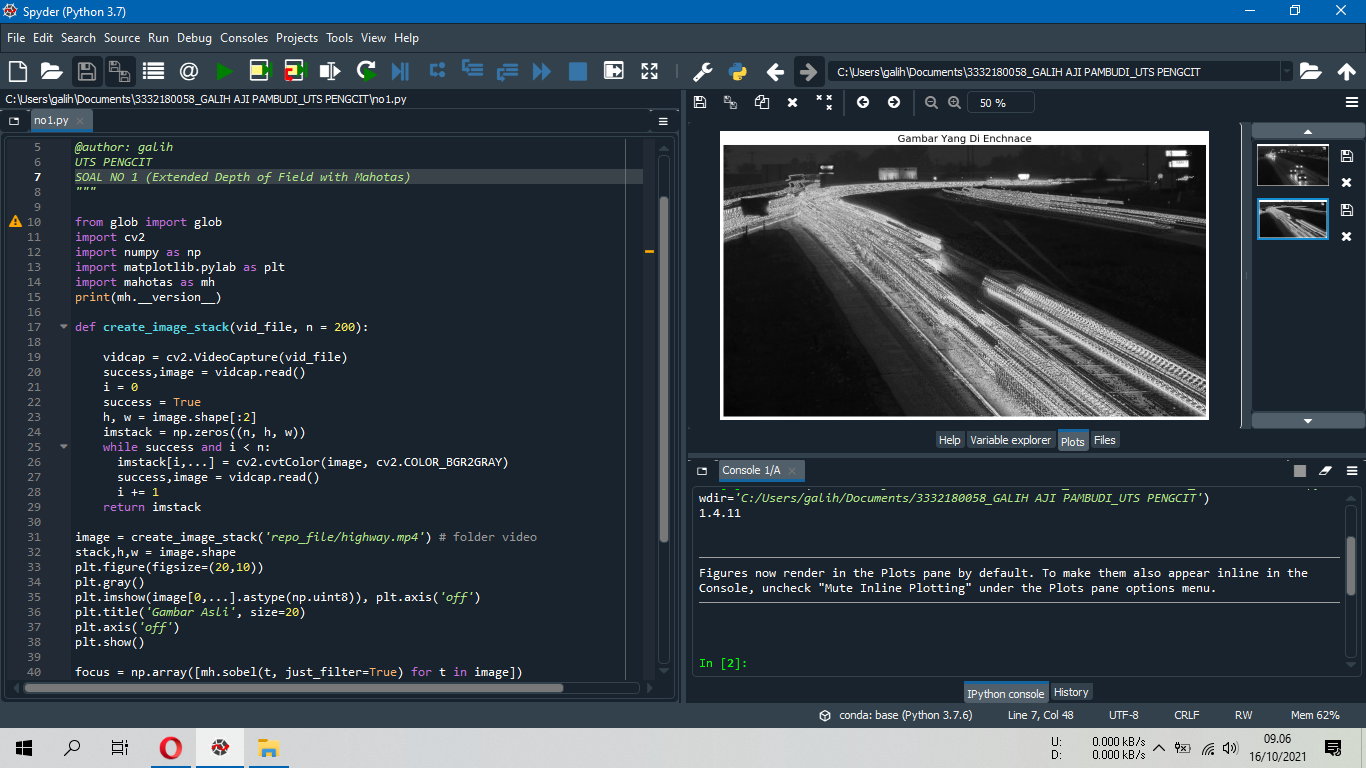 Spyder (Python 3.7)
File Edit Search Source Run Debug Consoles Projects Tools View Help
C:\Users\galih\Documents\3332180058_GALIH AJI PAMBUDI_UTS PENGCIT
C:\Users\galih\Documents\3332180058_GALIH AJI PAMBUDI_UTS PENGCIT\no1.py
no1.py
5 @author: galih
6 UTS PENGCIT
7 SOAL NO 1 (Extended Depth of Field with Mahotas)
8 """
9
10 from glob import glob
11 import cv2
12 import numpy as np
13 import matplotlib.pylab as plt
14 import mahotas as mh
15 print(mh.__version__)
16
17 def create_image_stack(vid_file, n = 200):
18
19 vidcap = cv2.VideoCapture(vid_file)
20 success,image = vidcap.read()
21 i = 0
22 success = True
23 h, w = image.shape[:2]
24 imstack = np.zeros((n, h, w))
25 while success and i < n:
26 imstack[i,...] = cv2.cvtColor(image, cv2.COLOR_BGR2GRAY)
27 success,image = vidcap.read()
28 i += 1
29 return imstack
30
31 image = create_image_stack('repo_file/highway.mp4') # folder video
32 stack,h,w = image.shape
33 plt.figure(figsize=(20,10))
34 plt.gray()
35 plt.imshow(image[0,...].astype(np.uint8)), plt.axis('off')
36 plt.title('Gambar Asli', size=20)
37 plt.axis('off')
38 plt.show()
39
40 focus = np.array([mh.sobel(t, just_filter=True) for t in image])
50 %
Gambar Yang Di Enchnace
Help Variable explorer Plots Files
Console 1/A
wdir='C:/Users/galih/Documents/3332180058_GALIH AJI PAMBUDI_UTS PENGCIT')
1.4.11
Figures now render in the Plots pane by default. To make them also appear inline in the
Console, uncheck "Mute Inline Plotting" under the Plots pane options menu.
In [2]:
IPython console History
conda: base (Python 3.7.6) Line 7, Col 48 UTF-8 CRLF RW Mem 62%
U: 0.000 kB/s
D: 0.000 kB/s
09.06
16/10/2021